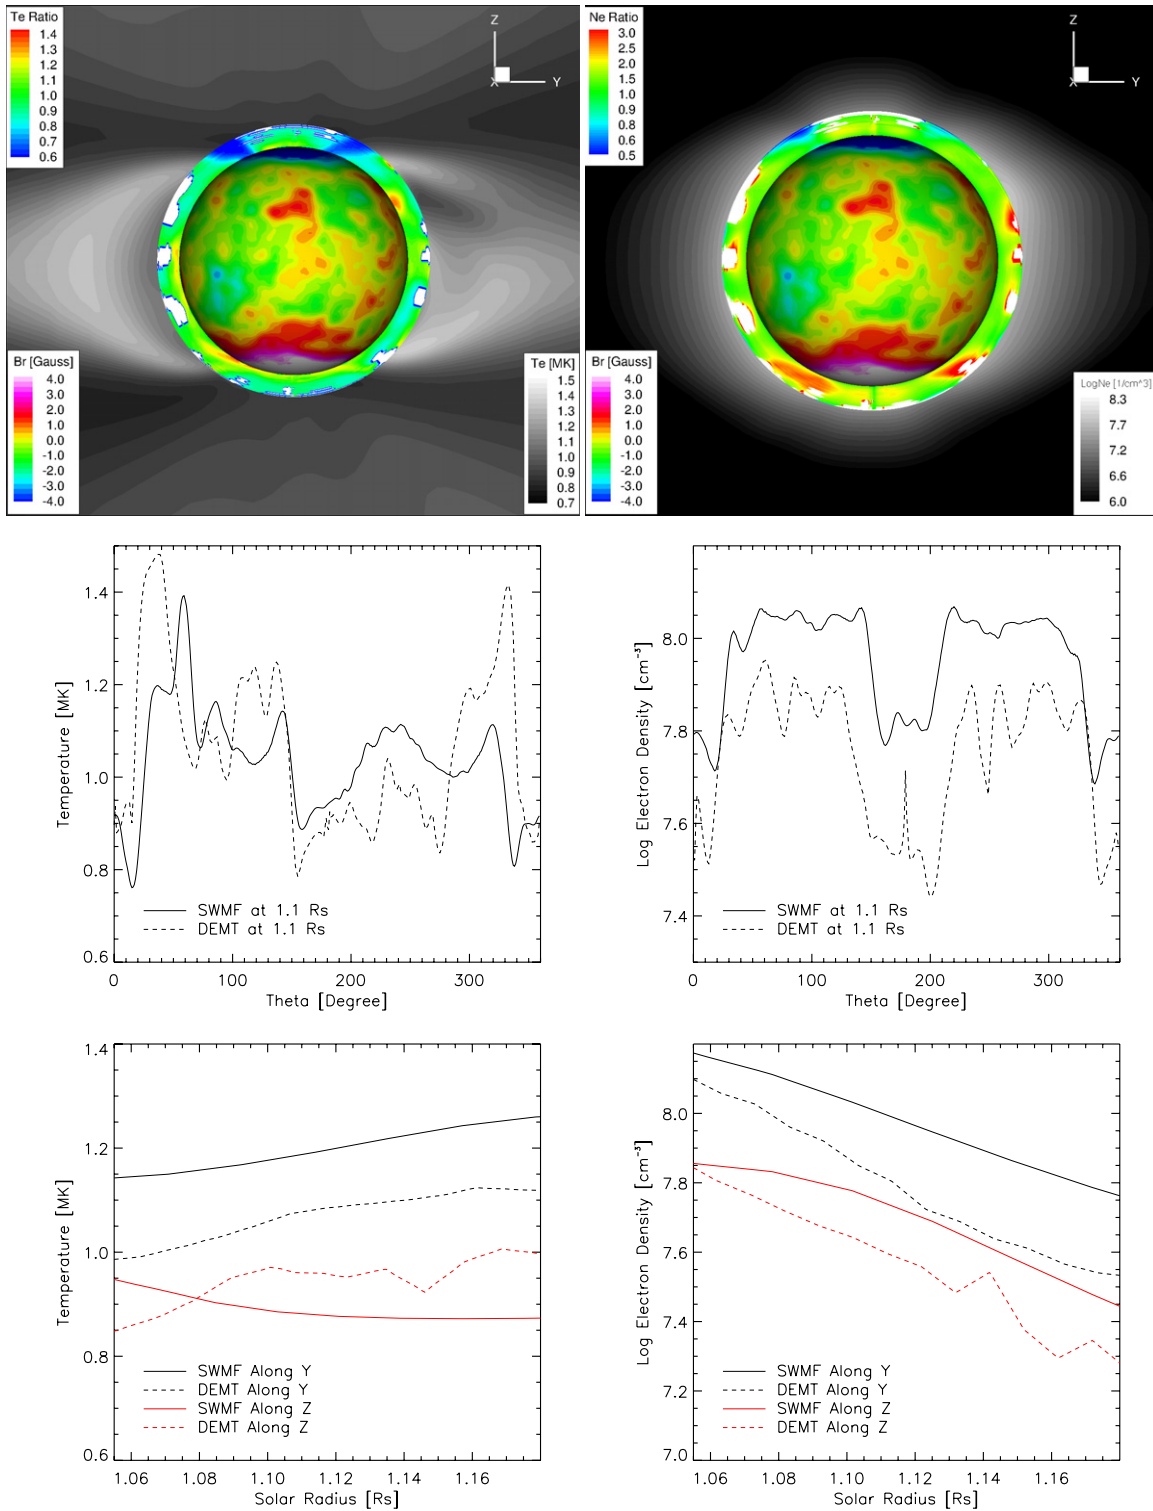 Te Ratio
1.4
1.3
1.2
1.1
1.0
0.9
0.8
0.7
0.6
Z
X
Y
Br [Gauss]
4.0
3.0
2.0
1.0
0.0
-1.0
-2.0
-3.0
-4.0
Te [MK]
1.5
1.4
1.3
1.2
1.1
1.0
0.9
0.8
0.7
Ne Ratio
3.0
2.5
2.0
1.5
1.0
0.9
0.8
0.6
0.5
Z
X
Y
Br [Gauss]
4.0
3.0
2.0
1.0
0.0
-1.0
-2.0
-3.0
-4.0
LogNe [1/cm^3]
8.3
7.7
7.2
6.6
6.0
Temperature [MK]
1.4
1.2
1.0
0.8
0.6
SWMF at 1.1 Rs
DEMT at 1.1 Rs
0 100 200 300
Theta [Degree]
Log Electron Density [cm⁻³]
8.0
7.8
7.6
7.4
SWMF at 1.1 Rs
DEMT at 1.1 Rs
0 100 200 300
Theta [Degree]
Temperature [MK]
1.4
1.2
1.0
0.8
0.6
SWMF Along Y
DEMT Along Y
SWMF Along Z
DEMT Along Z
1.06 1.08 1.10 1.12 1.14 1.16
Solar Radius [Rs]
Log Electron Density [cm⁻³]
8.0
7.8
7.6
7.4
7.2
7.0
SWMF Along Y
DEMT Along Y
SWMF Along Z
DEMT Along Z
1.06 1.08 1.10 1.12 1.14 1.16
Solar Radius [Rs]